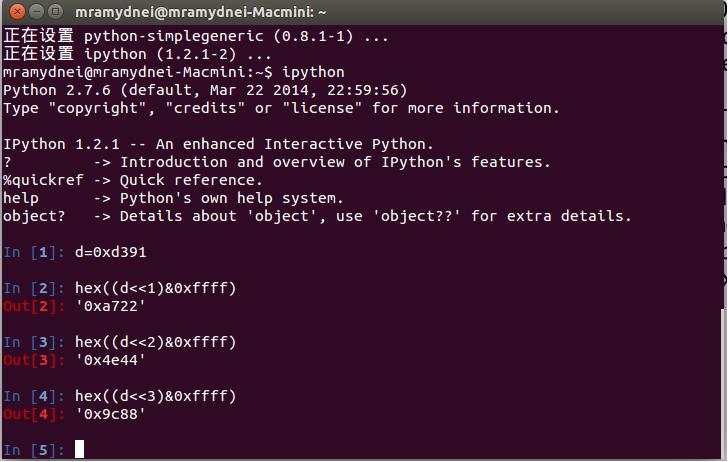 mramydnei@mramydnei-Macmini: ~
正在设置 python-simplegeneric (0.8.1-1) ...
正在设置 ipython (1.2.1-2) ...
mramydnei@mramydnei-Macmini:~$ ipython
Python 2.7.6 (default, Mar 22 2014, 22:59:56)
Type "copyright", "credits" or "license" for more information.
IPython 1.2.1 -- An enhanced Interactive Python.
?         -> Introduction and overview of IPython's features.
%quickref -> Quick reference.
help      -> Python's own help system.
object?   -> Details about 'object', use 'object??' for extra details.
In [1]: d=0xd391
In [2]: hex((d<<1)&0xffff)
Out[2]: '0xa722'
In [3]: hex((d<<2)&0xffff)
Out[3]: '0x4e44'
In [4]: hex((d<<3)&0xffff)
Out[4]: '0x9c88'
In [5]: